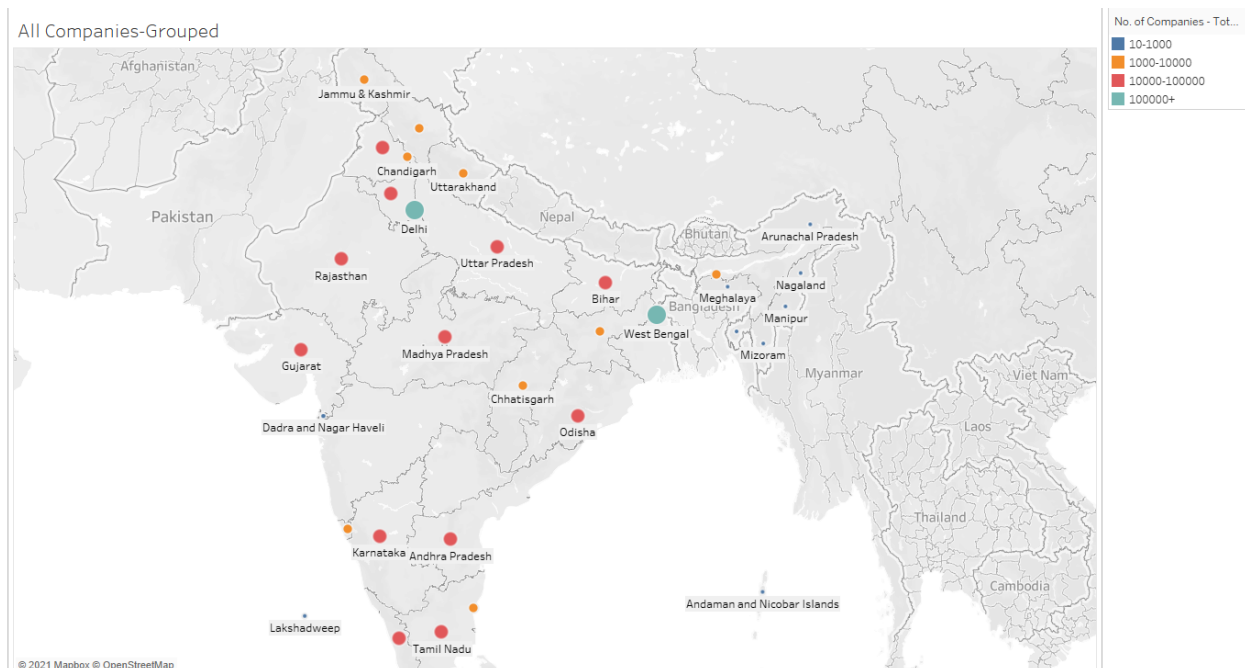 All Companies-Grouped
No. of Companies - Tot...
10-1000
1000-10000
10000-100000
100000+
Afghanistan
Jammu & Kashmir
Chandigarh
Uttarakhand
Pakistan
Delhi
Nepal
Bhutan
Arunachal Pradesh
Uttar Pradesh
Rajasthan
Bihar
Nagaland
Meghalaya
Bangladesh
Manipur
West Bengal
Madhya Pradesh
Mizoram
Gujarat
Myanmar
Viet Nam
Chhatisgarh
Dadra and Nagar Haveli
Odisha
Laos
Thailand
Karnataka
Andhra Pradesh
Cambodia
Andaman and Nicobar Islands
Lakshadweep
Tamil Nadu
© 2021 Mapbox © OpenStreetMap